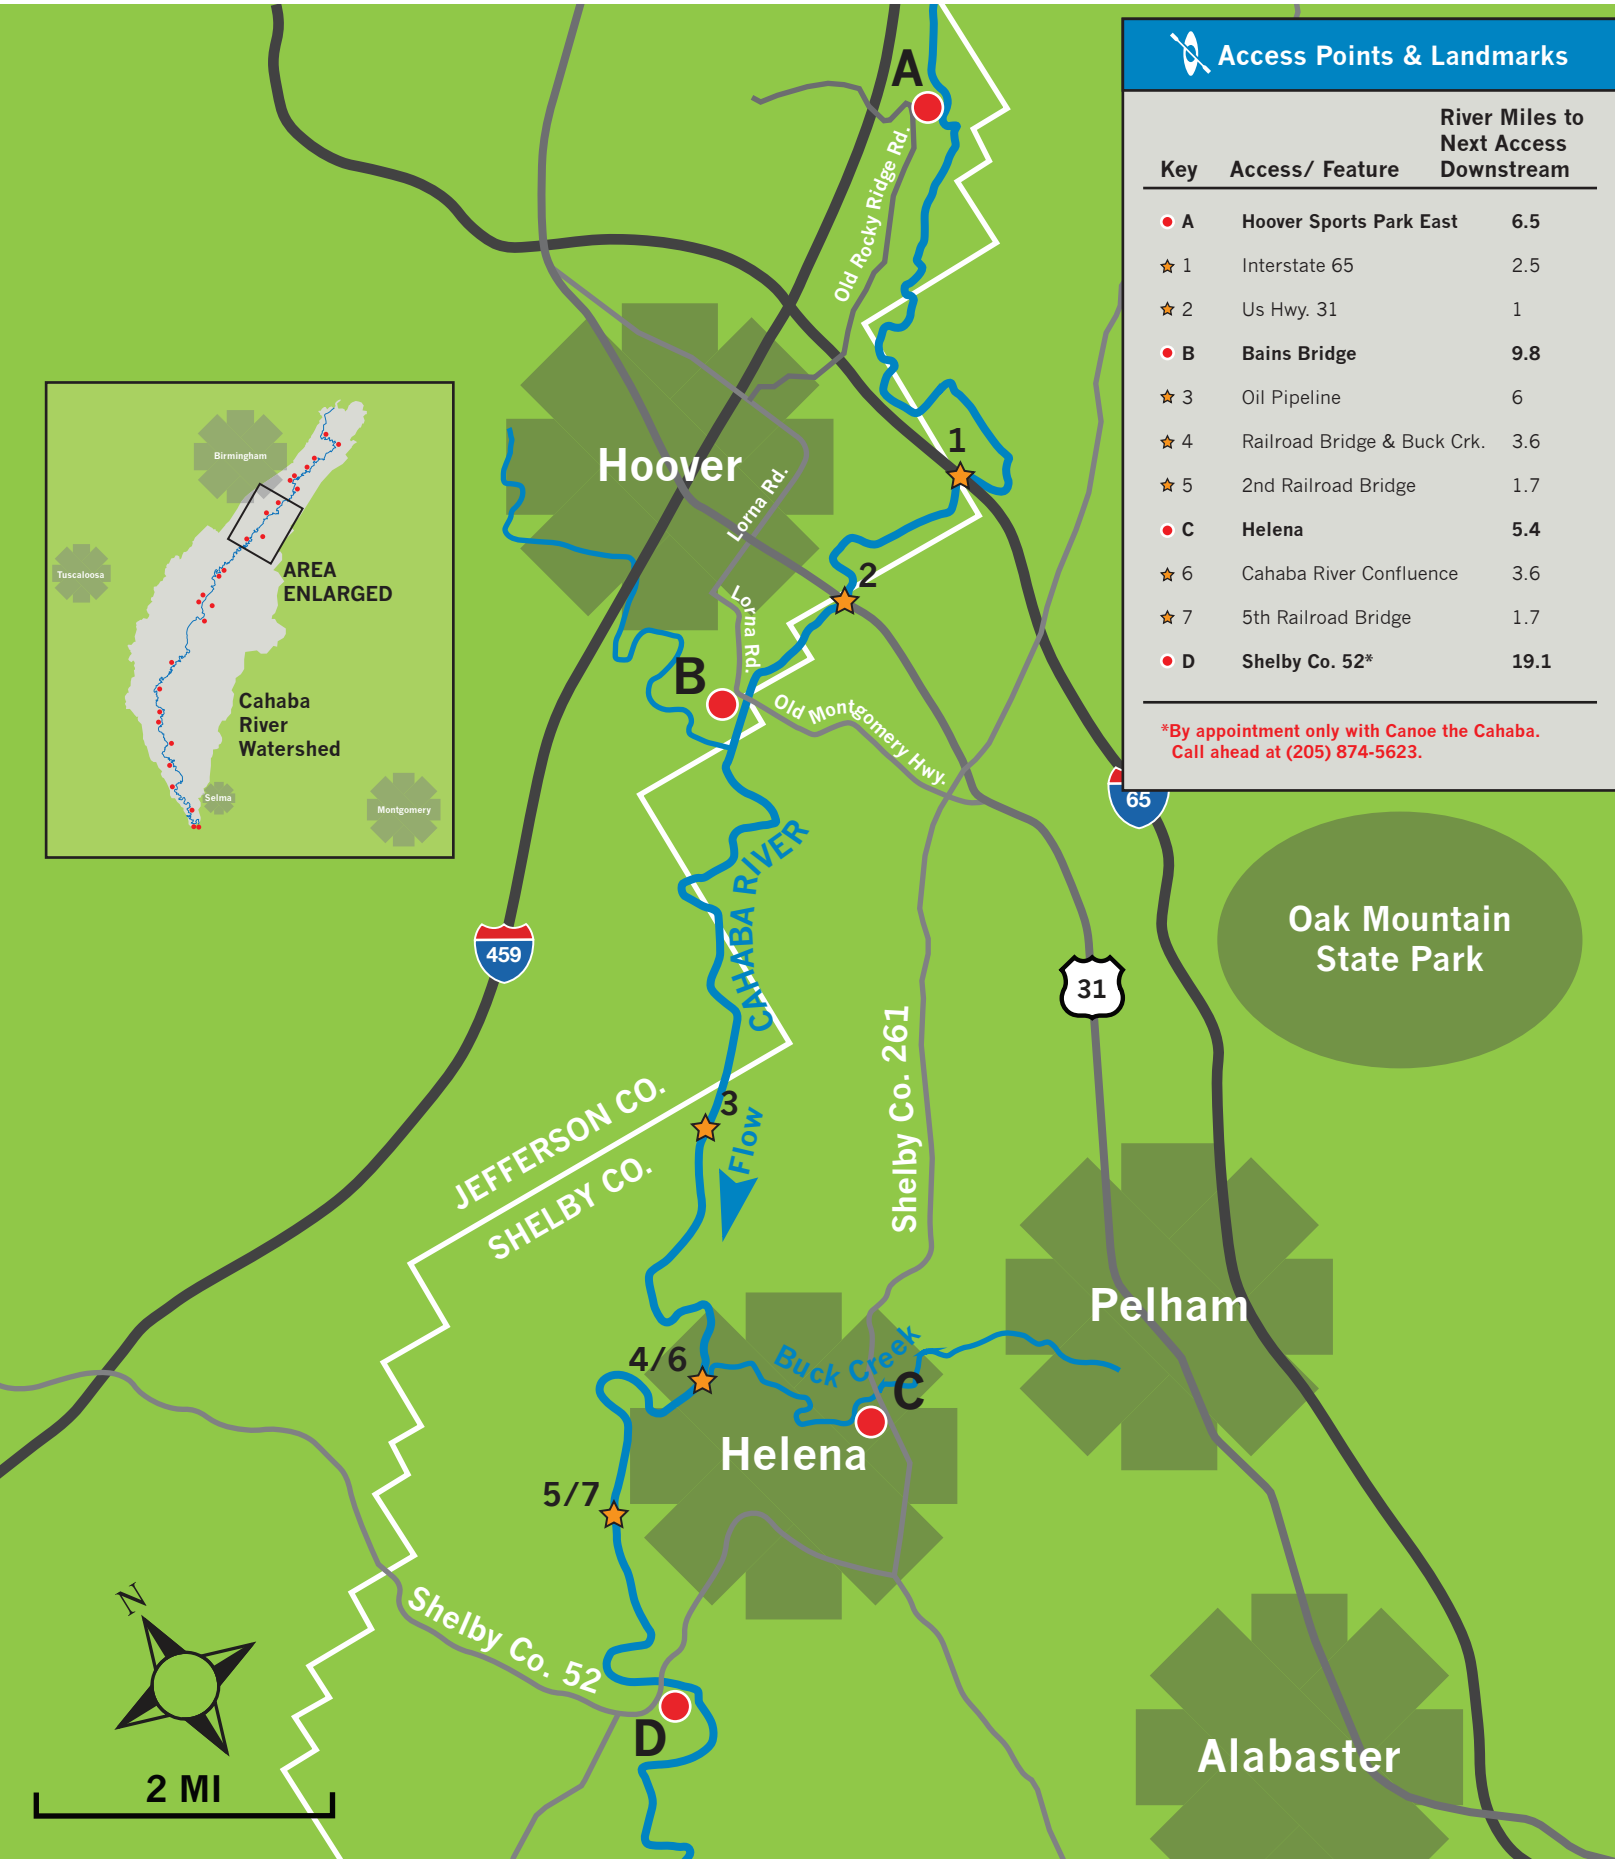 Access Points & Landmarks
Key
Access/ Feature
River Miles to
Next Access
Downstream
A Hoover Sports Park East 6.5
1 Interstate 65 2.5
2 Us Hwy. 31 1
B Bains Bridge 9.8
3 Oil Pipeline 6
4 Railroad Bridge & Buck Crk. 3.6
5 2nd Railroad Bridge 1.7
C Helena 5.4
6 Cahaba River Confluence 3.6
7 5th Railroad Bridge 1.7
D Shelby Co. 52* 19.1
*By appointment only with Canoe the Cahaba.
Call ahead at (205) 874-5623.
A
Old Rocky Ridge Rd.
1
Hoover
Lorna Rd.
2
Lorna Rd.
B
Old Montgomery Hwy.
Birmingham
Tuscaloosa
AREA
ENLARGED
Cahaba
River
Watershed
Selma
Montgomery
65
CAHABA RIVER
459
Oak Mountain
State Park
31
Shelby Co. 261
JEFFERSON CO.
SHELBY CO.
3
Flow
Pelham
4/6
Buck Creek
C
Helena
5/7
N
Shelby Co. 52
D
Alabaster
2 MI